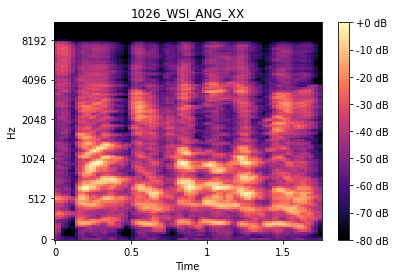 1026_WSI_ANG_XX
+0 dB
8192
-10 dB
4096
-20 dB
-30 dB
2048
Hz
-40 dB
1024
-50 dB
512
-60 dB
-70 dB
0
-80 dB
0
0.5
1
1.5
Time